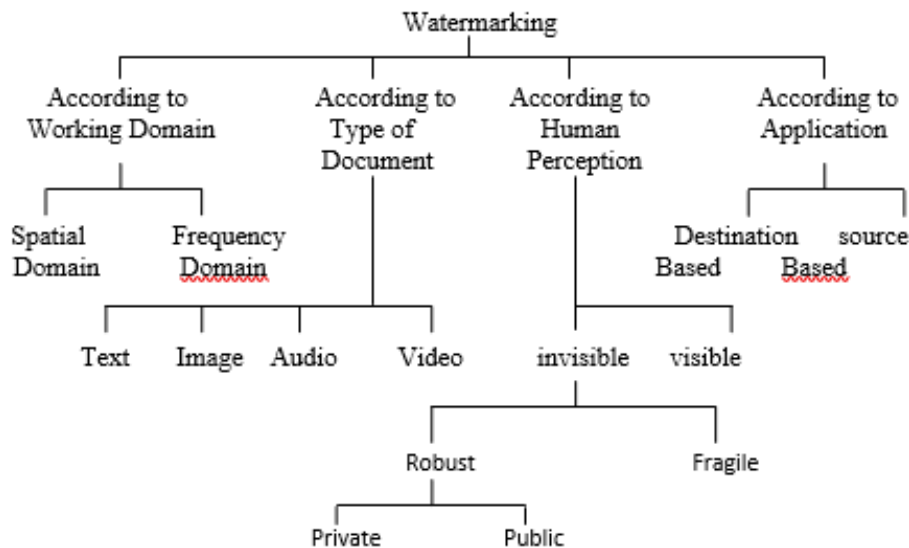 Watermarking
According to According to According to According to
Working Domain Type of Human Application
Document Perception
Spatial Frequency Destination source
Domain Domain Based Based
Text Image Audio Video invisible visible
Robust Fragile
Private Public